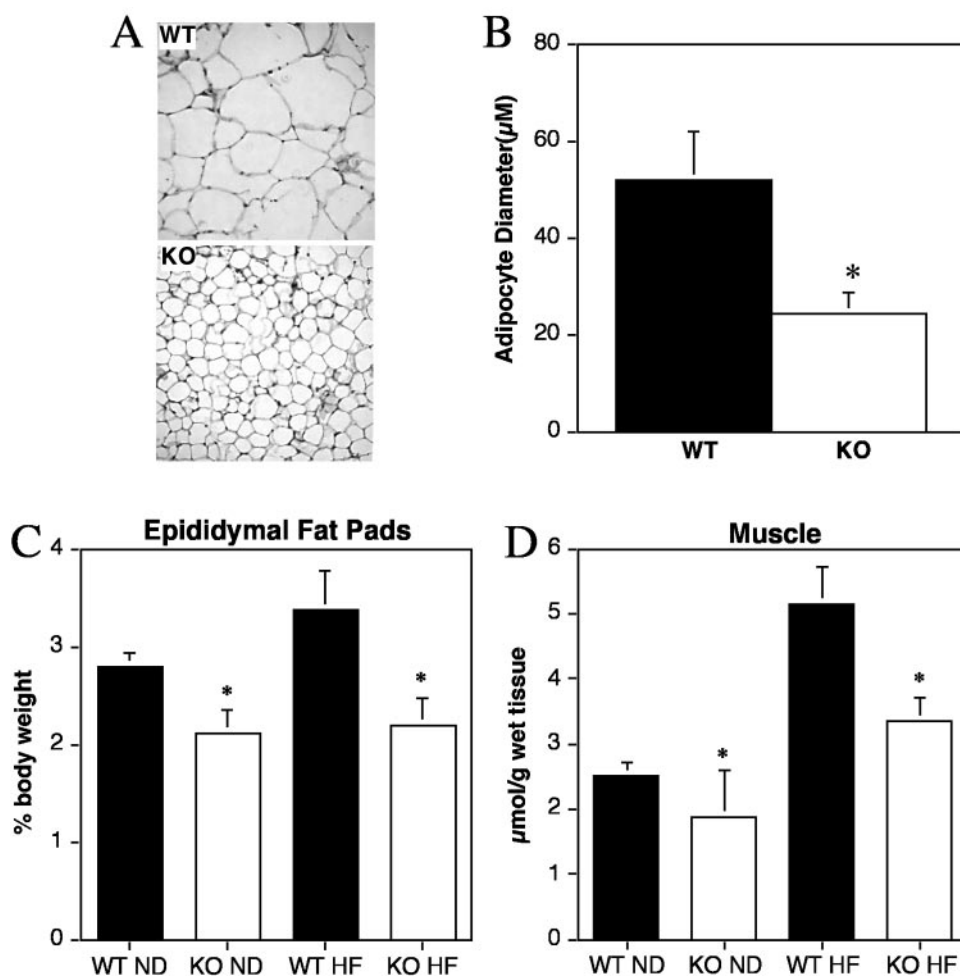 A
WT
KO
B
80
60
40
20
0
Adipocyte Diameter(µM)
*
WT
KO
C
Epididymal Fat Pads
4
3
2
1
0
% body weight
*
*
WT ND
KO ND
WT HF
KO HF
D
Muscle
6
5
4
3
2
1
0
µmol/g wet tissue
*
*
WT ND
KO ND
WT HF
KO HF